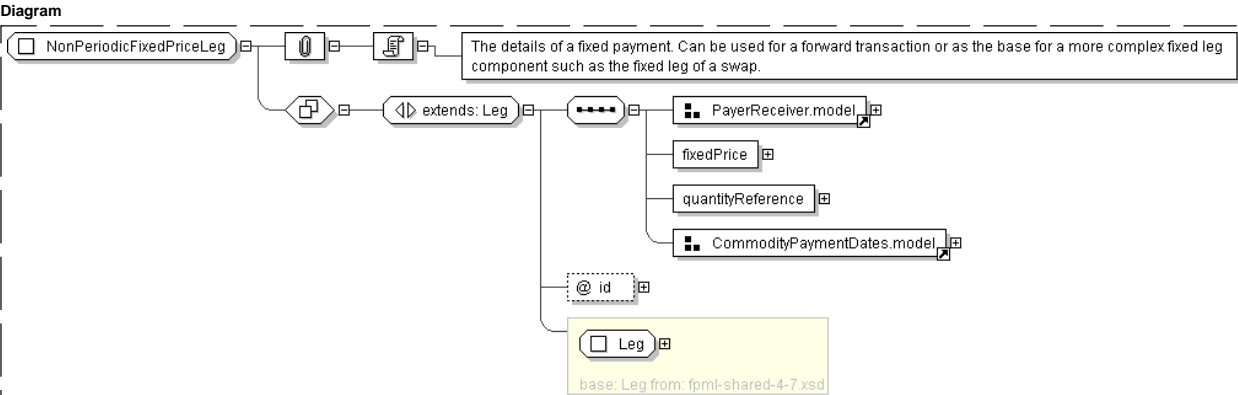 Diagram
NonPeriodicFixedPriceLeg
The details of a fixed payment. Can be used for a forward transaction or as the base for a more complex fixed leg
component such as the fixed leg of a swap.
extends: Leg
PayerReceiver.model
fixedPrice
quantityReference
CommodityPaymentDates.model
@ id
Leg
base: Leg from: fpml-shared-4-7.xsd